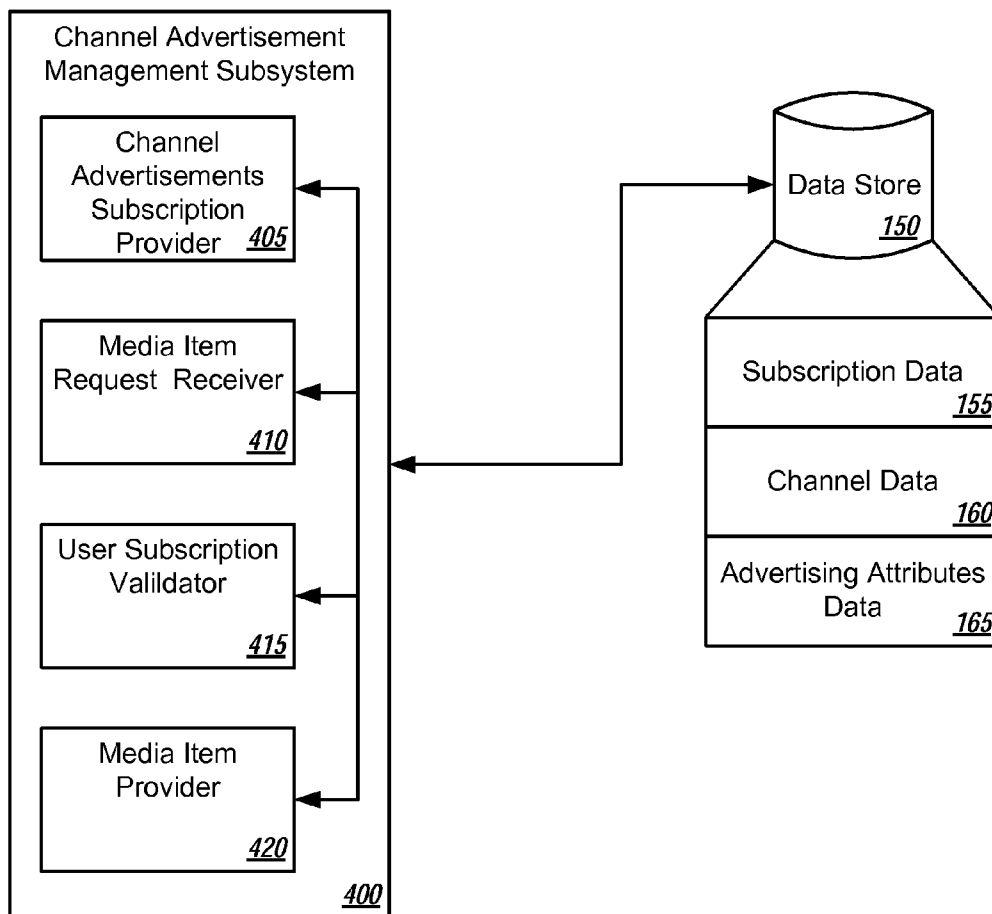 Channel Advertisement
Management Subsystem
Channel
Advertisements
Subscription
Provider
405
Media Item
Request Receiver
410
User Subscription
Valildator
415
Media Item
Provider
420
400
Data Store
150
Subscription Data
155
Channel Data
160
Advertising Attributes
Data
165